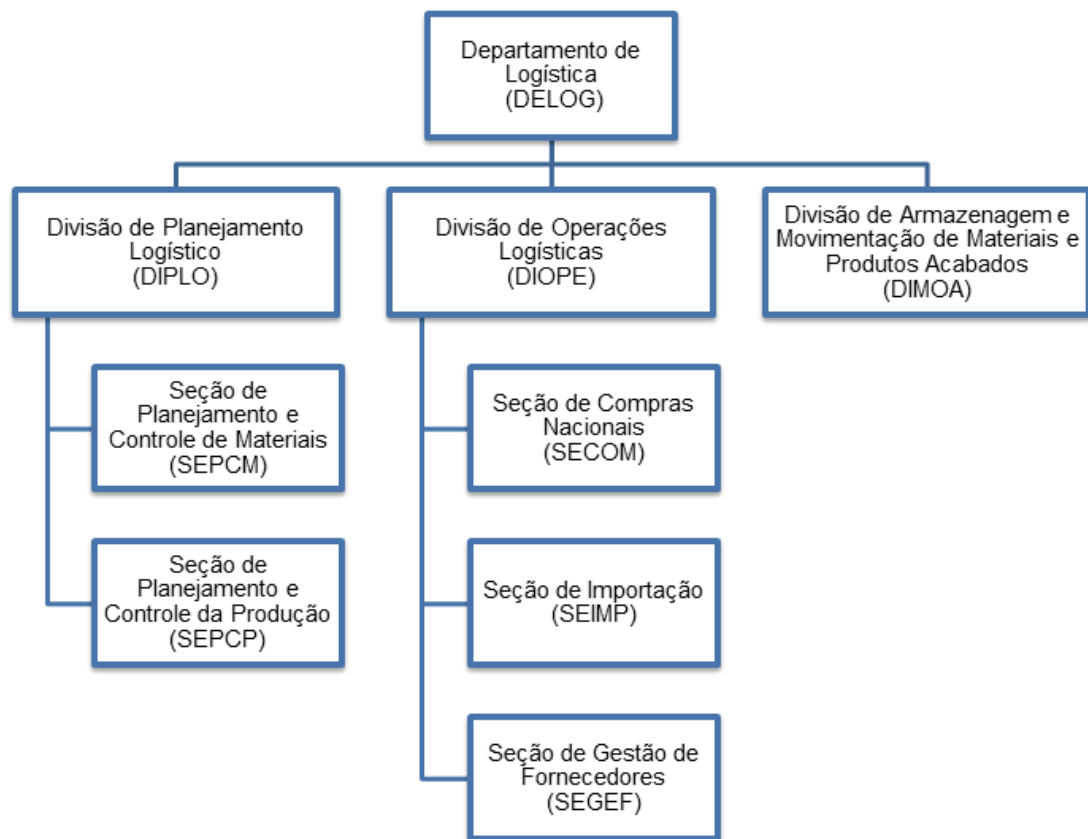 Departamento de
Logística
(DELOG)
Divisão de Planejamento
Logístico
(DIPLO)
Divisão de Operações
Logísticas
(DIOPE)
Divisão de Armazenagem e
Movimentação de Materiais e
Produtos Acabados
(DIMOA)
Seção de
Planejamento e
Controle de Materiais
(SEPCM)
Seção de
Planejamento e
Controle da Produção
(SEPCP)
Seção de Compras
Nacionais
(SECOM)
Seção de Importação
(SEIMP)
Seção de Gestão de
Fornecedores
(SEGEF)